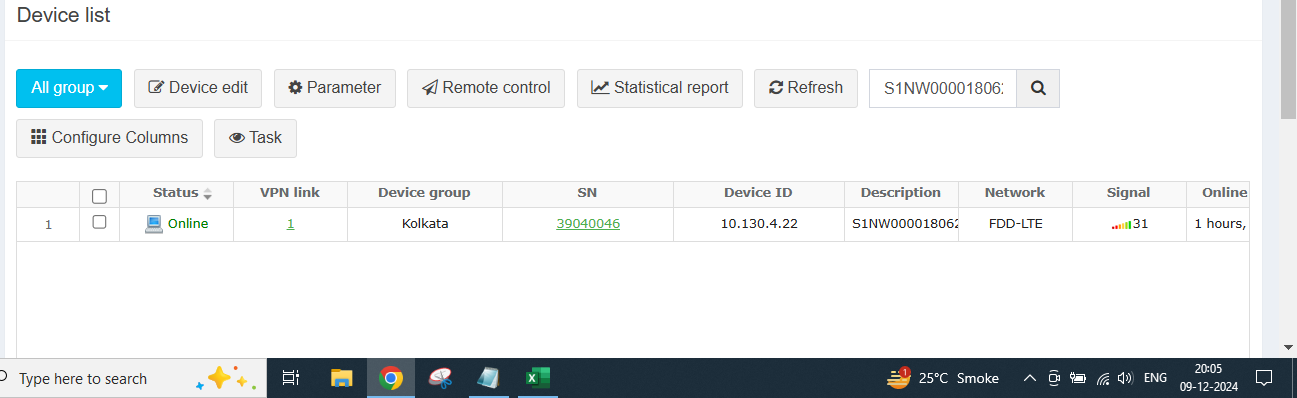 Device list
All group Device edit Parameter Remote control Statistical report Refresh S1NW000018062
Configure Columns Task
Status VPN link Device group SN Device ID Description Network Signal Online
1 Online 1 Kolkata 39040046 10.130.4.22 S1NW000018062 FDD-LTE 31 1 hours,
Type here to search 1 25°C Smoke ENG 20:05
09-12-2024